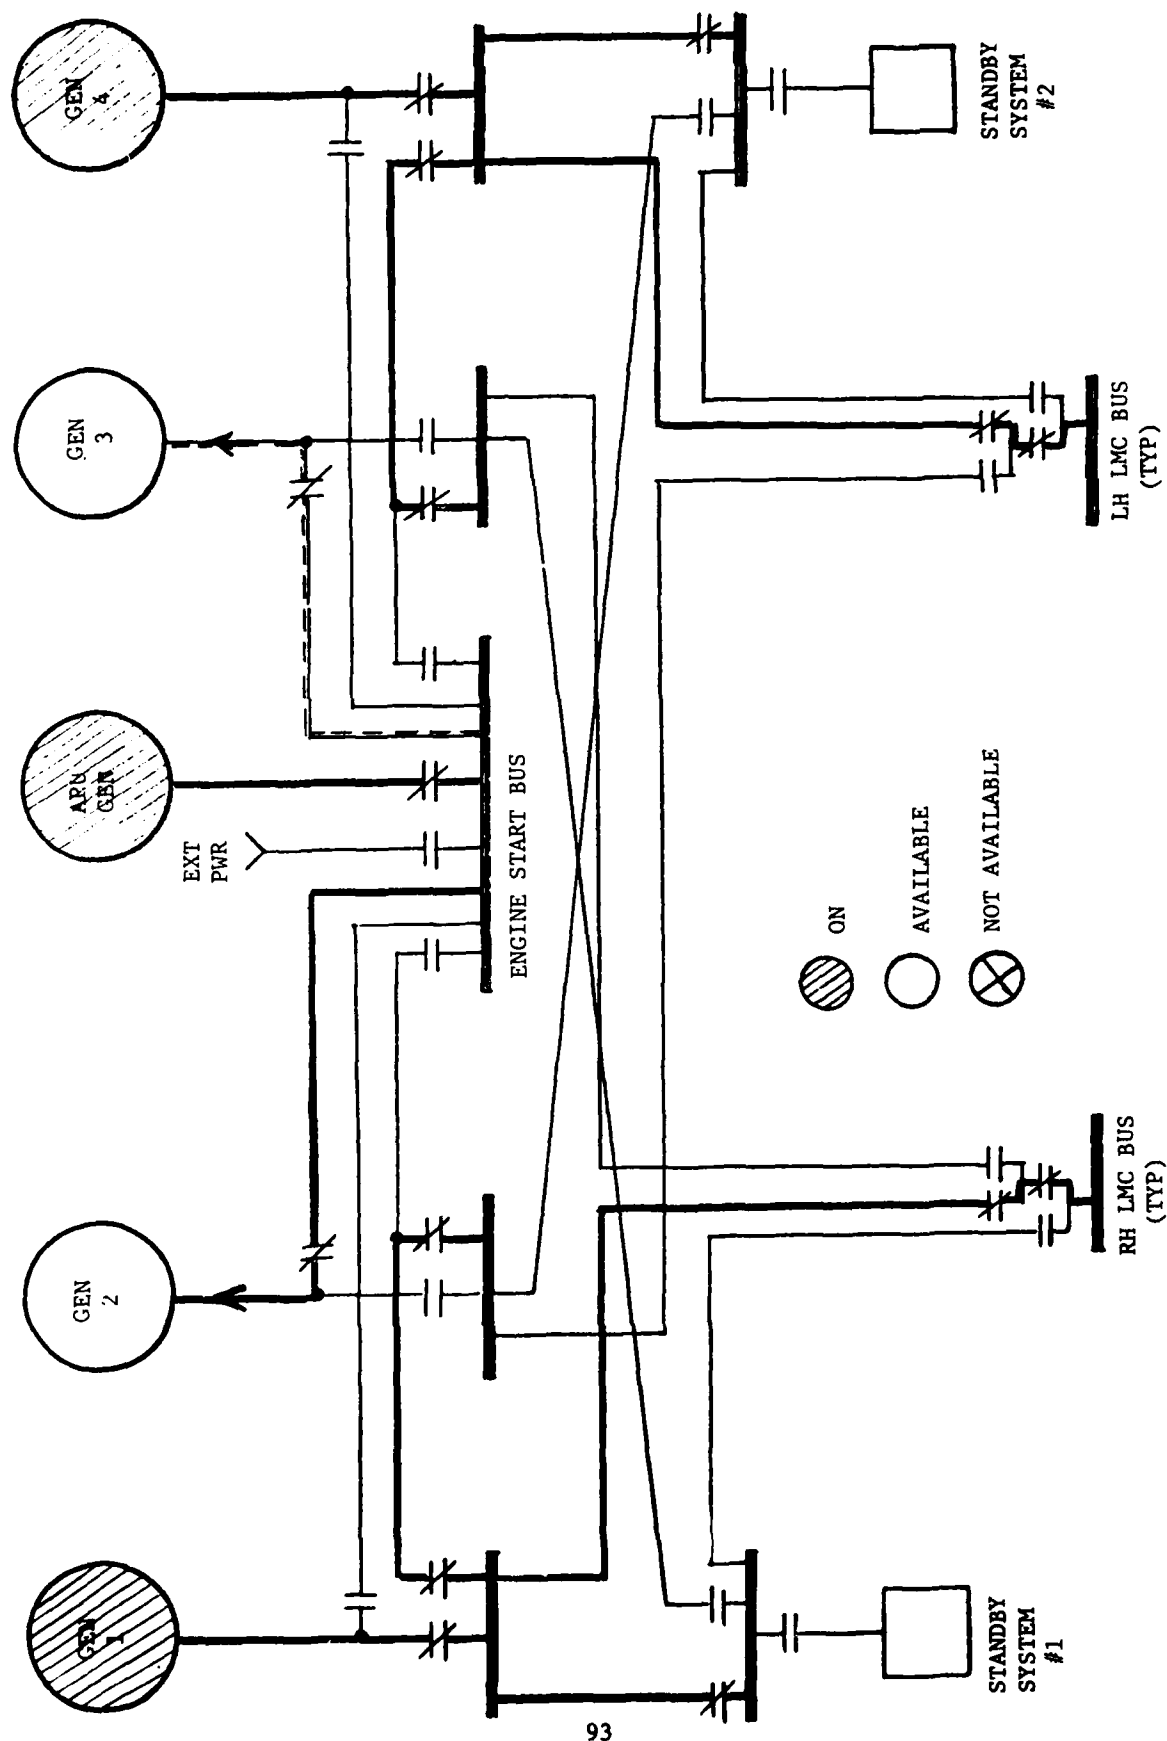 GEN
1
GEN
2
EXT
PWR
APU
GEN
GEN
3
GEN
4
ENGINE START BUS
ON
AVAILABLE
NOT AVAILABLE
STANDBY
SYSTEM
#1
RH LMC BUS
(TYP)
LH LMC BUS
(TYP)
STANDBY
SYSTEM
#2
93